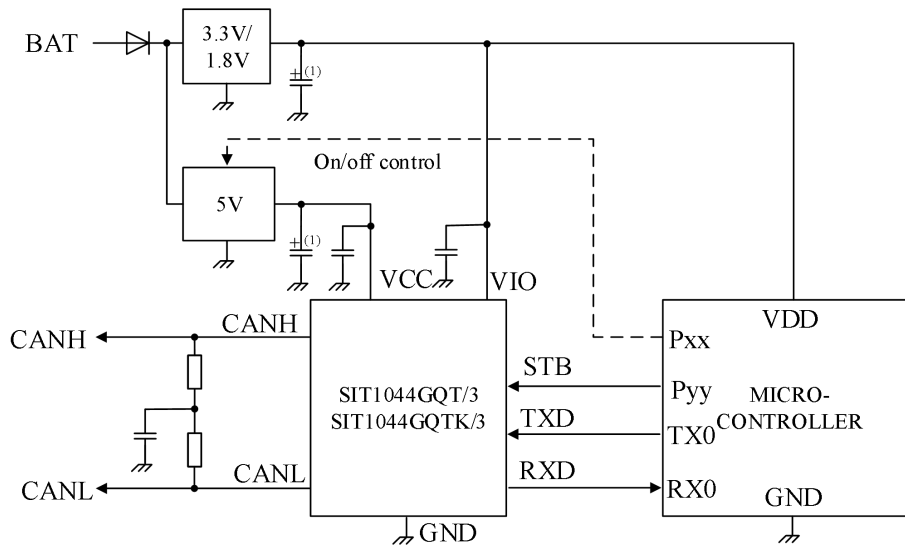 BAT
3.3V/
1.8V
+(1)
On/off control
5V
+(1)
VCC
VIO
CANH
CANH
VDD
Pxx
STB
Pyy
SIT1044GQT/3
SIT1044GQTK/3
MICRO-
CONTROLLER
TXD
TX0
CANL
CANL
RXD
RX0
GND
GND